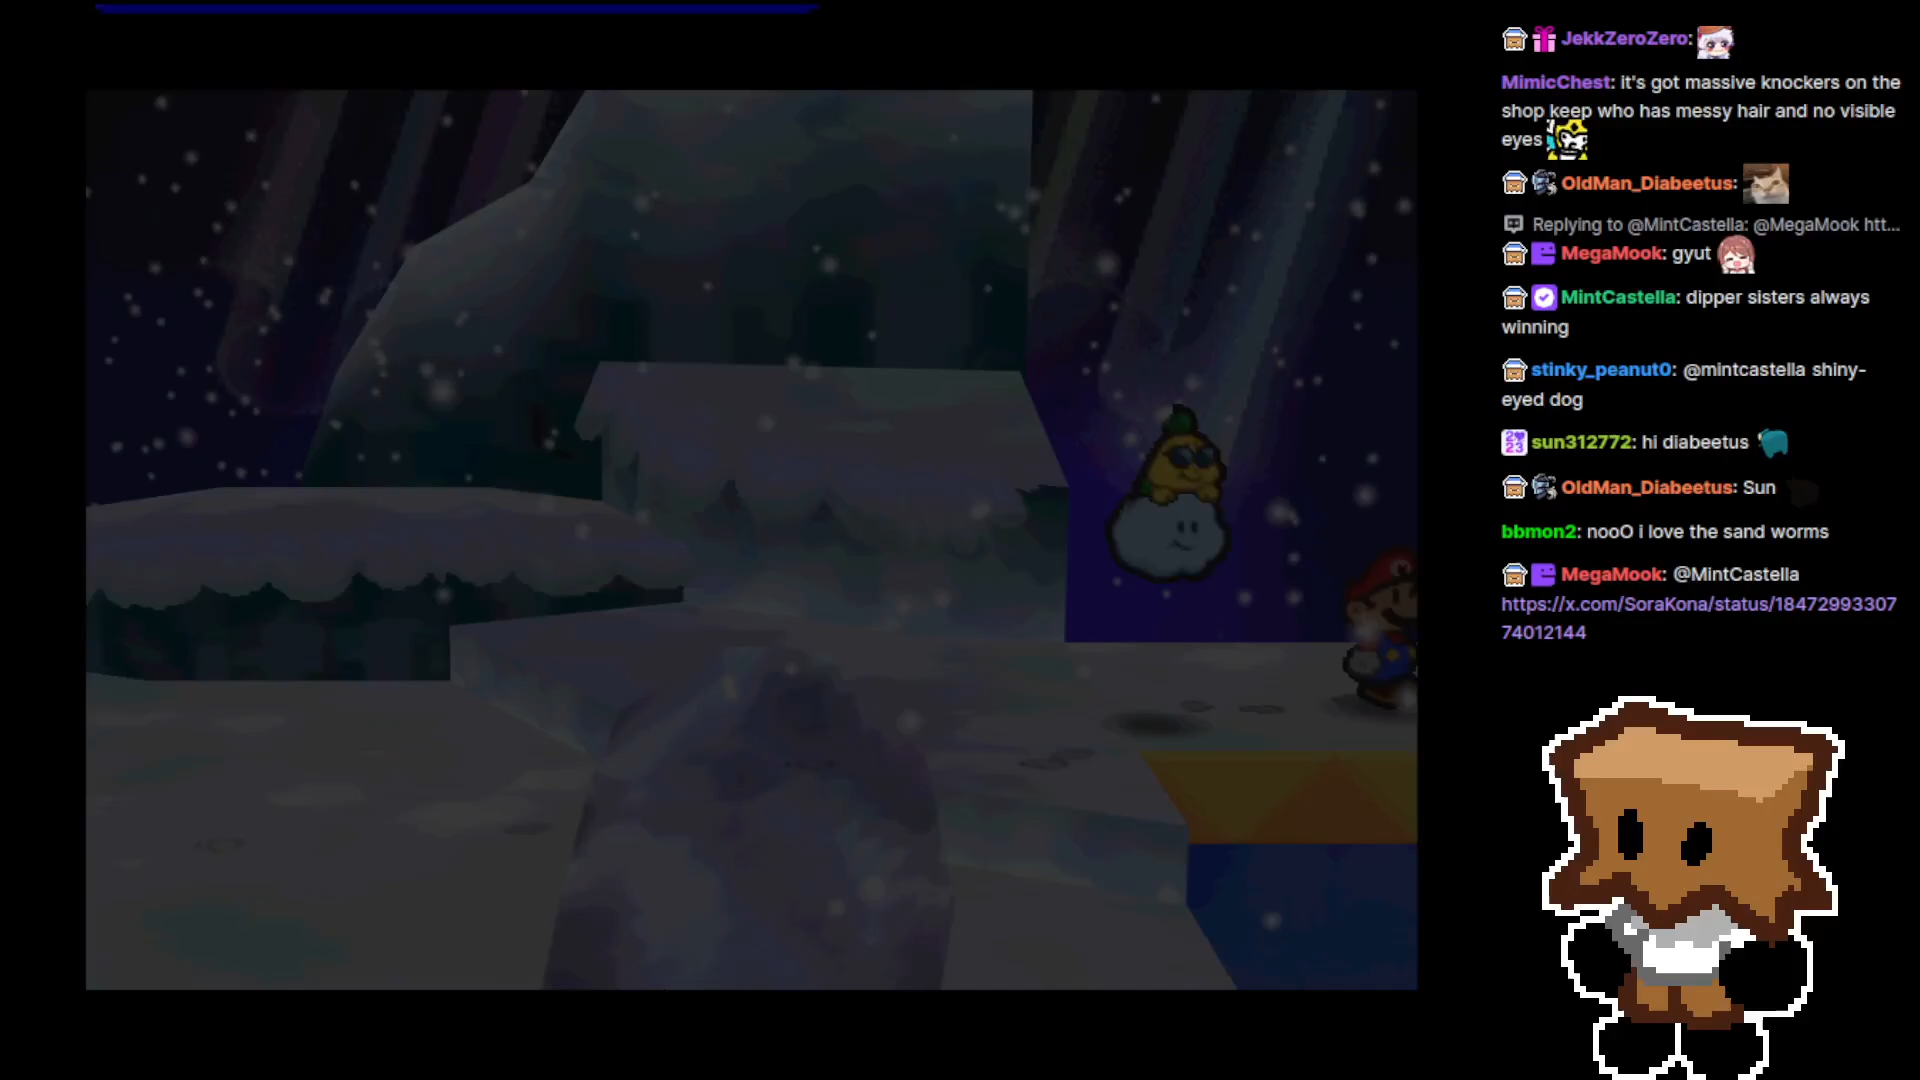 JekkZeroZero:
MimicChest: it's got massive knockers on the
shop keep who has messy hair and no visible
eyes
OldMan_Diabeetus:
Replying to @MintCastella: @MegaMook htt...
MegaMook: gyut
MintCastella: dipper sisters always
winning
stinky_peanut0: @mintcastella shiny-
eyed dog
sun312772: hi diabeetus
OldMan_Diabeetus: Sun
bbmon2: nooO i love the sand worms
MegaMook: @MintCastella
https://x.com/SoraKona/status/18472993307
74012144